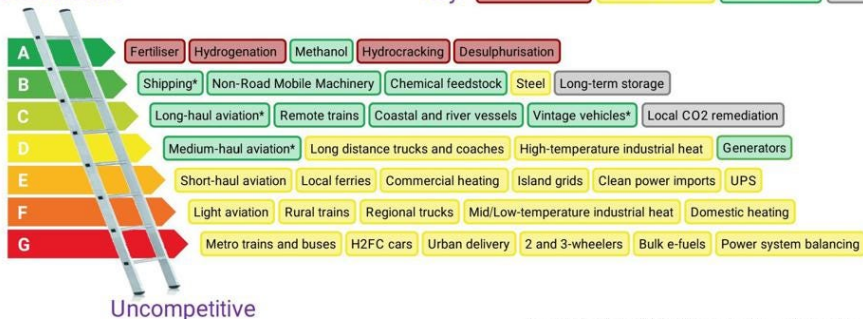 A Fertiliser Hydrogenation Methanol Hydrocracking Desulphurisation
B Shipping* Non-Road Mobile Machinery Chemical feedstock Steel Long-term storage
C Long-haul aviation* Remote trains Coastal and river vessels Vintage vehicles* Local CO2 remediation
D Medium-haul aviation* Long distance trucks and coaches High-temperature industrial heat Generators
E Short-haul aviation Local ferries Commercial heating Island grids Clean power imports UPS
F Light aviation Rural trains Regional trucks Mid/Low-temperature industrial heat Domestic heating
G Metro trains and buses H2FC cars Urban delivery 2 and 3-wheelers Bulk e-fuels Power system balancing
Uncompetitive